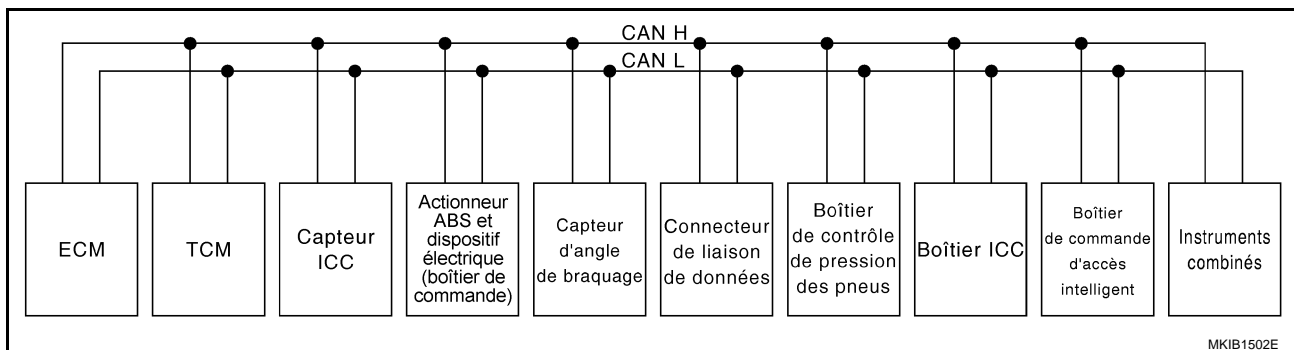 CAN H
CAN L
ECM
TCM
Capteur
ICC
Actionneur
ABS et
dispositif
électrique
(boîtier de
commande)
Capteur
d'angle
de braquage
Connecteur
de liaison
de données
Boîtier
de contrôle
de pression
des pneus
Boîtier ICC
Boîtier
de commande
d'accès
intelligent
Instruments
combinés
MKIB1502E